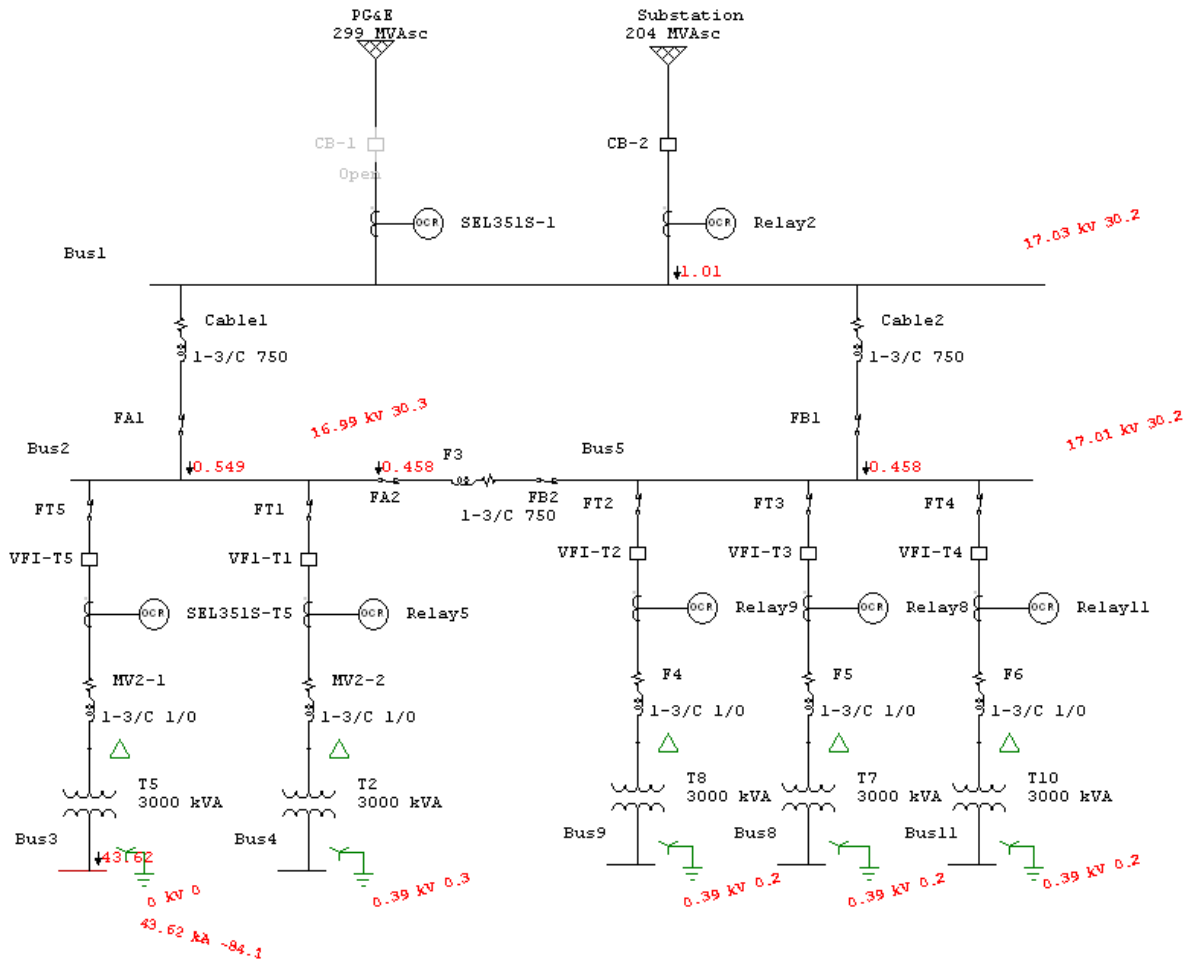 PG&E
299 MVAsc
Substation
204 MVAsc
CB-1
Open
CB-2
OCR
SEL351S-1
OCR
Relay2
17.03 kV 30.2
Bus1
1.01
Cable1
1-3/C 750
Cable2
1-3/C 750
FA1
16.99 kV 30.3
FB1
17.01 kV 30.2
Bus2
0.549
0.458
F3
Bus5
0.458
FA2
FB2
1-3/C 750
FT5
FT1
FT2
FT3
FT4
VFI-T5
VF1-T1
VFI-T2
VFI-T3
VFI-T4
OCR
SEL351S-T5
OCR
Relay5
OCR
Relay9
OCR
Relay8
OCR
Relay11
MV2-1
1-3/C 1/0
MV2-2
1-3/C 1/0
F4
1-3/C 1/0
F5
1-3/C 1/0
F6
1-3/C 1/0
T5
3000 kVA
T2
3000 kVA
T8
3000 kVA
T7
3000 kVA
T10
3000 kVA
Bus3
Bus4
Bus9
Bus8
Bus11
43.62
0 kV 0
43.62 kA -84.1
0.39 kV 0.3
0.39 kV 0.2
0.39 kV 0.2
0.39 kV 0.2